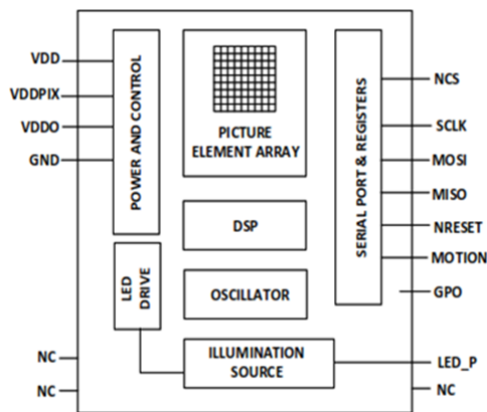 VDD
VDDPIX
VDDO
GND
NC
NC
POWER AND CONTROL
LED
DRIVE
PICTURE
ELEMENT ARRAY
DSP
OSCILLATOR
ILLUMINATION
SOURCE
SERIAL PORT & REGISTERS
NCS
SCLK
MOSI
MISO
NRESET
MOTION
GPO
LED_P
NC